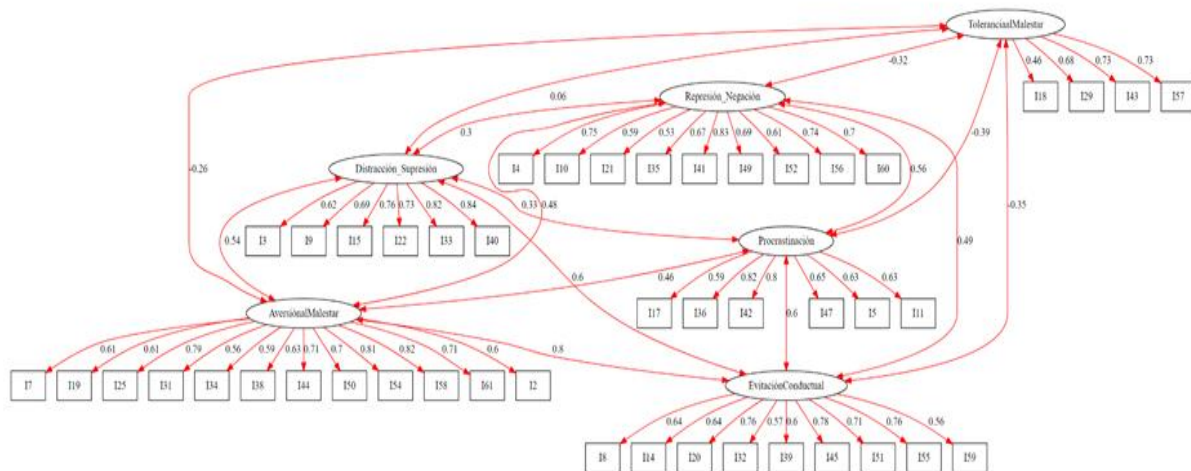 ToleranciaalMalestar
0.46 0.68 0.73 0.73
-0.32
I18 I29 I43 I57
Represión_Negación
0.06
0.3
0.75 0.59 0.53 0.67 0.83 0.69 0.61 0.74 0.7
-0.39
I4 I10 I21 I35 I41 I49 I52 I56 I60
-0.26
Distracción_Supresión
0.56
0.62 0.69 0.76 0.73 0.82 0.84
0.33 0.48
-0.35
I3 I9 I15 I22 I33 I40
0.54
Procrastinación
0.49
0.6
0.46
0.59 0.82 0.8 0.65 0.63 0.63
I17 I36 I42 I47 I5 I11
AversiónalMalestar
0.6
0.61 0.61 0.79 0.56 0.59 0.63 0.71 0.7 0.81 0.82 0.71 0.6
0.8
I7 I19 I25 I31 I34 I38 I44 I50 I54 I58 I61 I2
EvitaciónConductual
0.64 0.64 0.76 0.57 0.6 0.78 0.71 0.76 0.56
I8 I14 I20 I32 I39 I45 I51 I55 I59